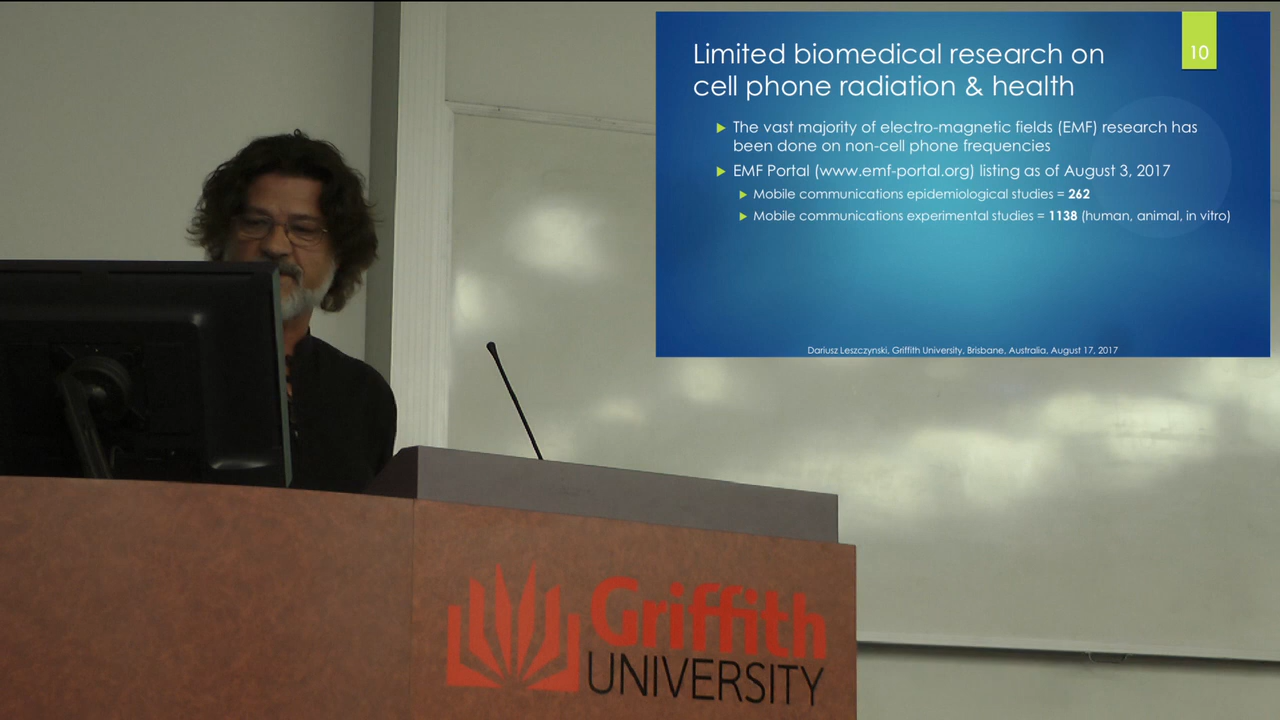 Limited biomedical research on
cell phone radiation & health
10
The vast majority of electro-magnetic fields (EMF) research has
been done on non-cell phone frequencies
EMF Portal (www.emf-portal.org) listing as of August 3, 2017
Mobile communications epidemiological studies = 262
Mobile communications experimental studies = 1138 (human, animal, in vitro)
Dariusz Leszczynski, Griffith University, Brisbane, Australia, August 17, 2017
Griffith
UNIVERSITY